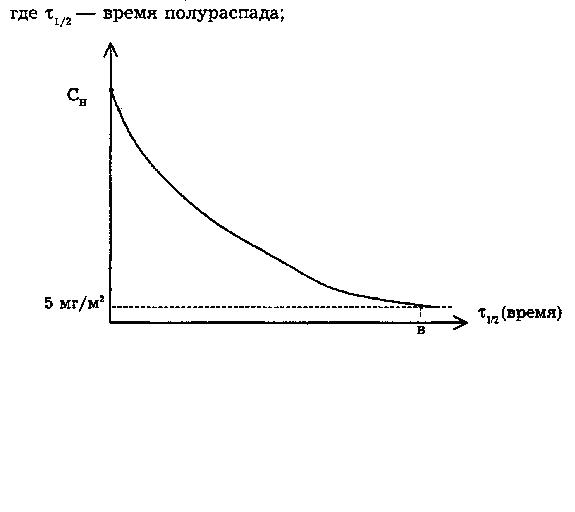 где τ₁/₂ — время полураспада;
Cн
5 мг/м²
τ₁/₂(время)
в